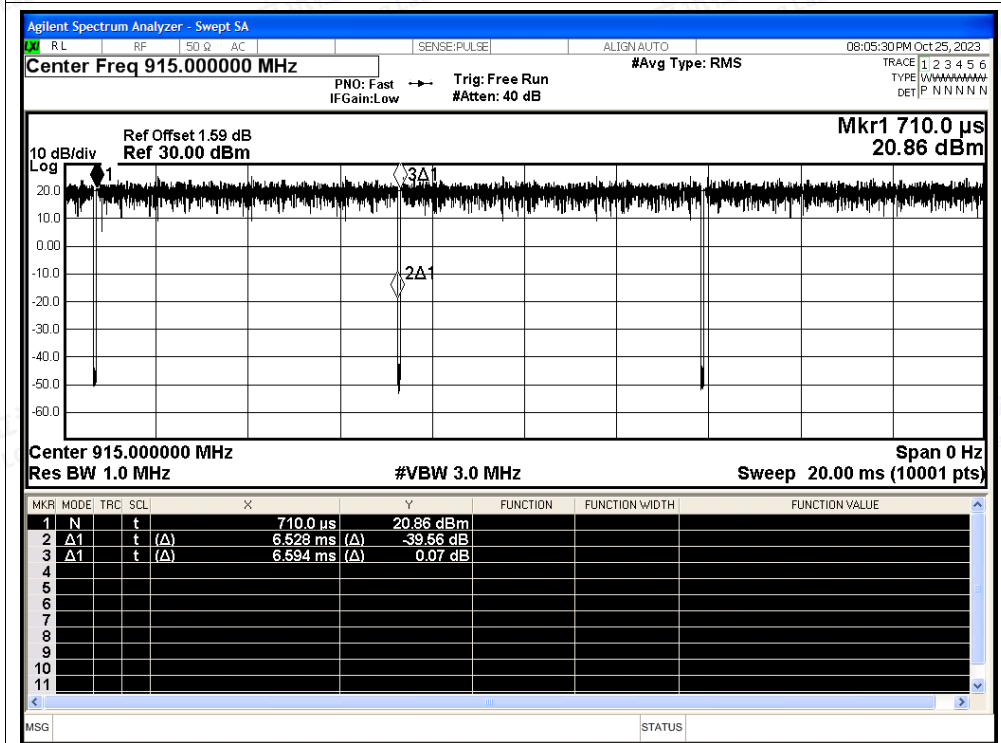 Agilent Spectrum Analyzer - Swept SA
LXI RL RF 50 Ω AC SENSE:PULSE ALIGN AUTO 08:05:30 PM Oct 25, 2023
Center Freq 915.000000 MHz #Avg Type: RMS TRACE 1 2 3 4 5 6
PNO: Fast Trig: Free Run TYPE
IFGain:Low #Atten: 40 dB DET P N N N N N
Mkr1 710.0 µs
Ref Offset 1.59 dB
10 dB/div Ref 30.00 dBm 20.86 dBm
Log
1 3Δ1
20.0
10.0
0.00
-10.0
2Δ1
-20.0
-30.0
-40.0
-50.0
-60.0
Center 915.000000 MHz Span 0 Hz
Res BW 1.0 MHz #VBW 3.0 MHz Sweep 20.00 ms (10001 pts)
MKR MODE TRC SCL X Y FUNCTION FUNCTION WIDTH FUNCTION VALUE
1 N t 710.0 µs 20.86 dBm
2 Δ1 t (Δ) 6.528 ms (Δ) -39.56 dB
3 Δ1 t (Δ) 6.594 ms (Δ) 0.07 dB
4
5
6
7
8
9
10
11
MSG STATUS